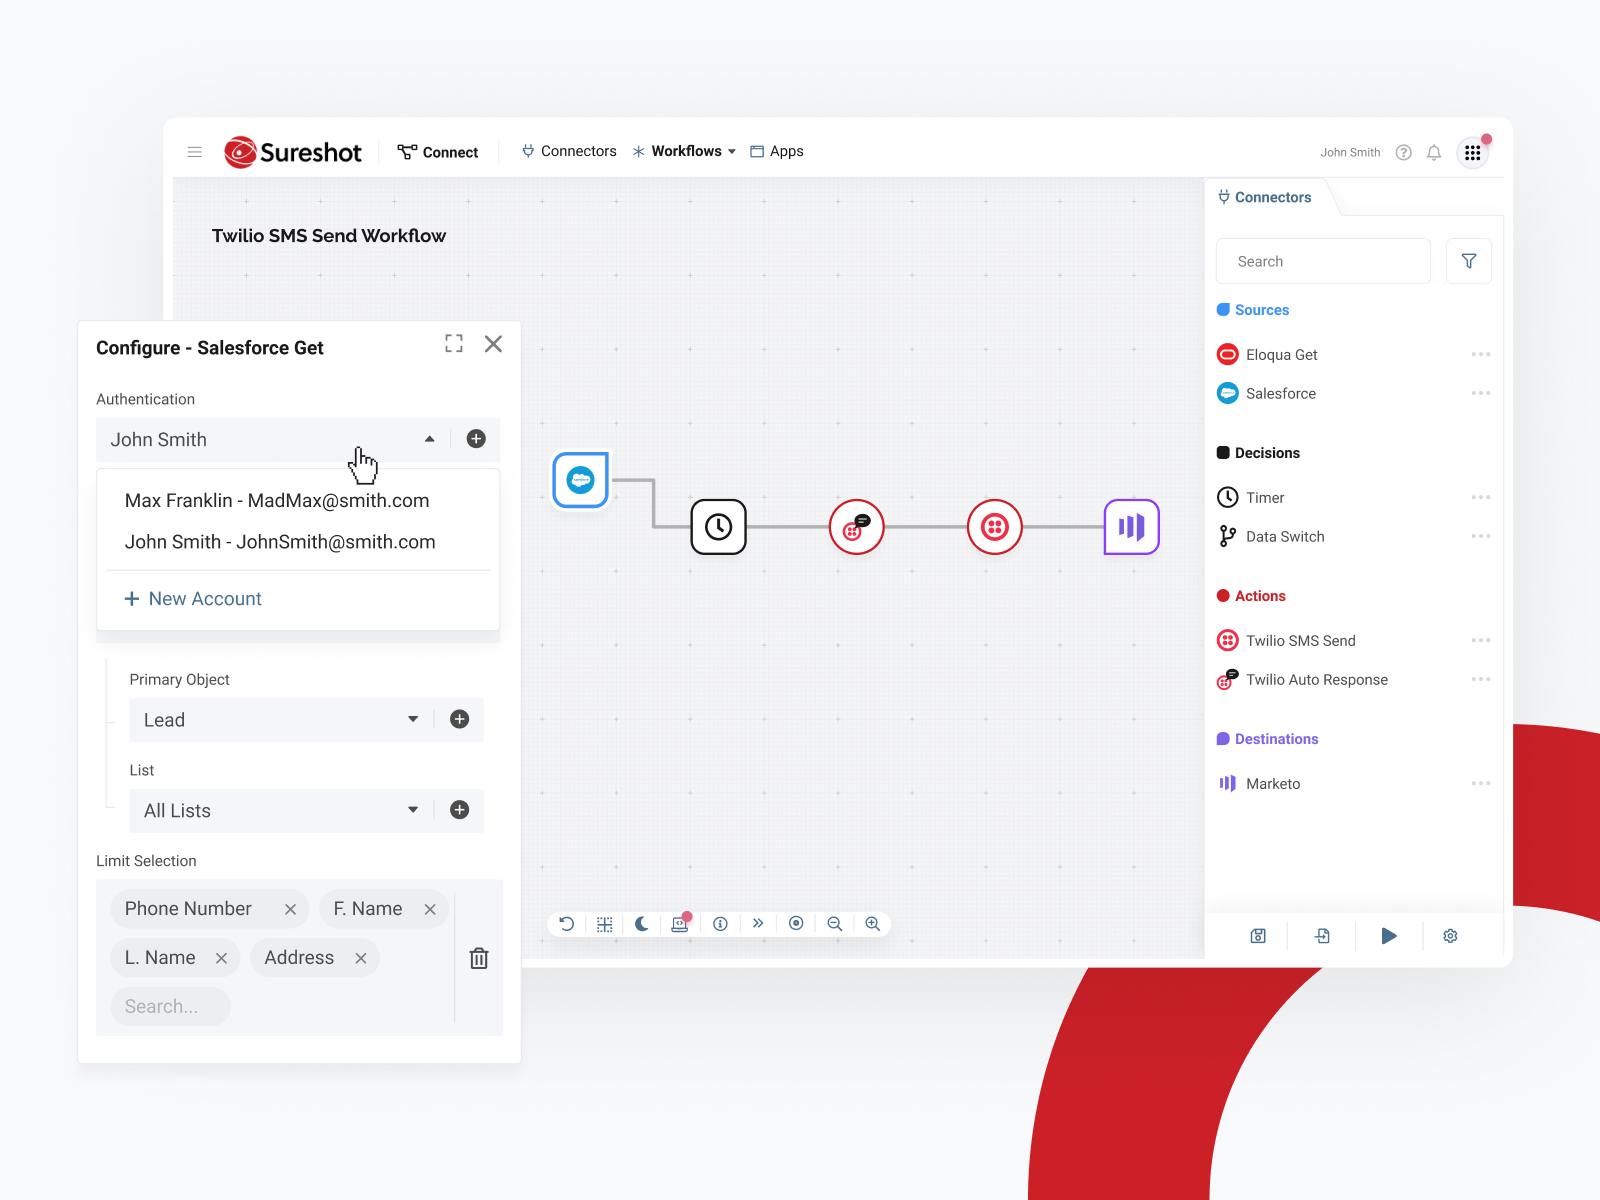 Sureshot
Connect
Connectors
Workflows
Apps
John Smith
Twilio SMS Send Workflow
Configure - Salesforce Get
Authentication
John Smith
Max Franklin - MadMax@smith.com
John Smith - JohnSmith@smith.com
+ New Account
Primary Object
Lead
List
All Lists
Limit Selection
Phone Number
F. Name
L. Name
Address
Search...
Connectors
Search
Sources
Eloqua Get
Salesforce
Decisions
Timer
Data Switch
Actions
Twilio SMS Send
Twilio Auto Response
Destinations
Marketo